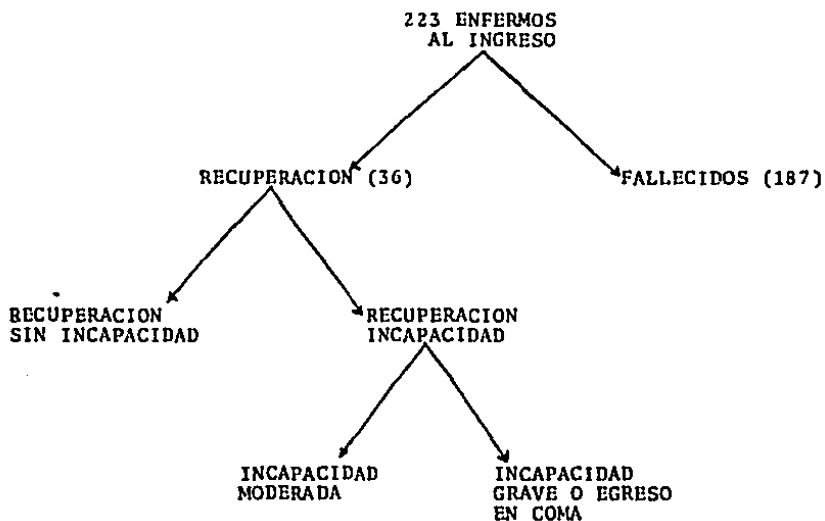 223 ENFERMOS
AL INGRESO
RECUPERACION (36)
FALLECIDOS (187)
RECUPERACION
SIN INCAPACIDAD
RECUPERACION
INCAPACIDAD
INCAPACIDAD
MODERADA
INCAPACIDAD
GRAVE O EGRESO
EN COMA